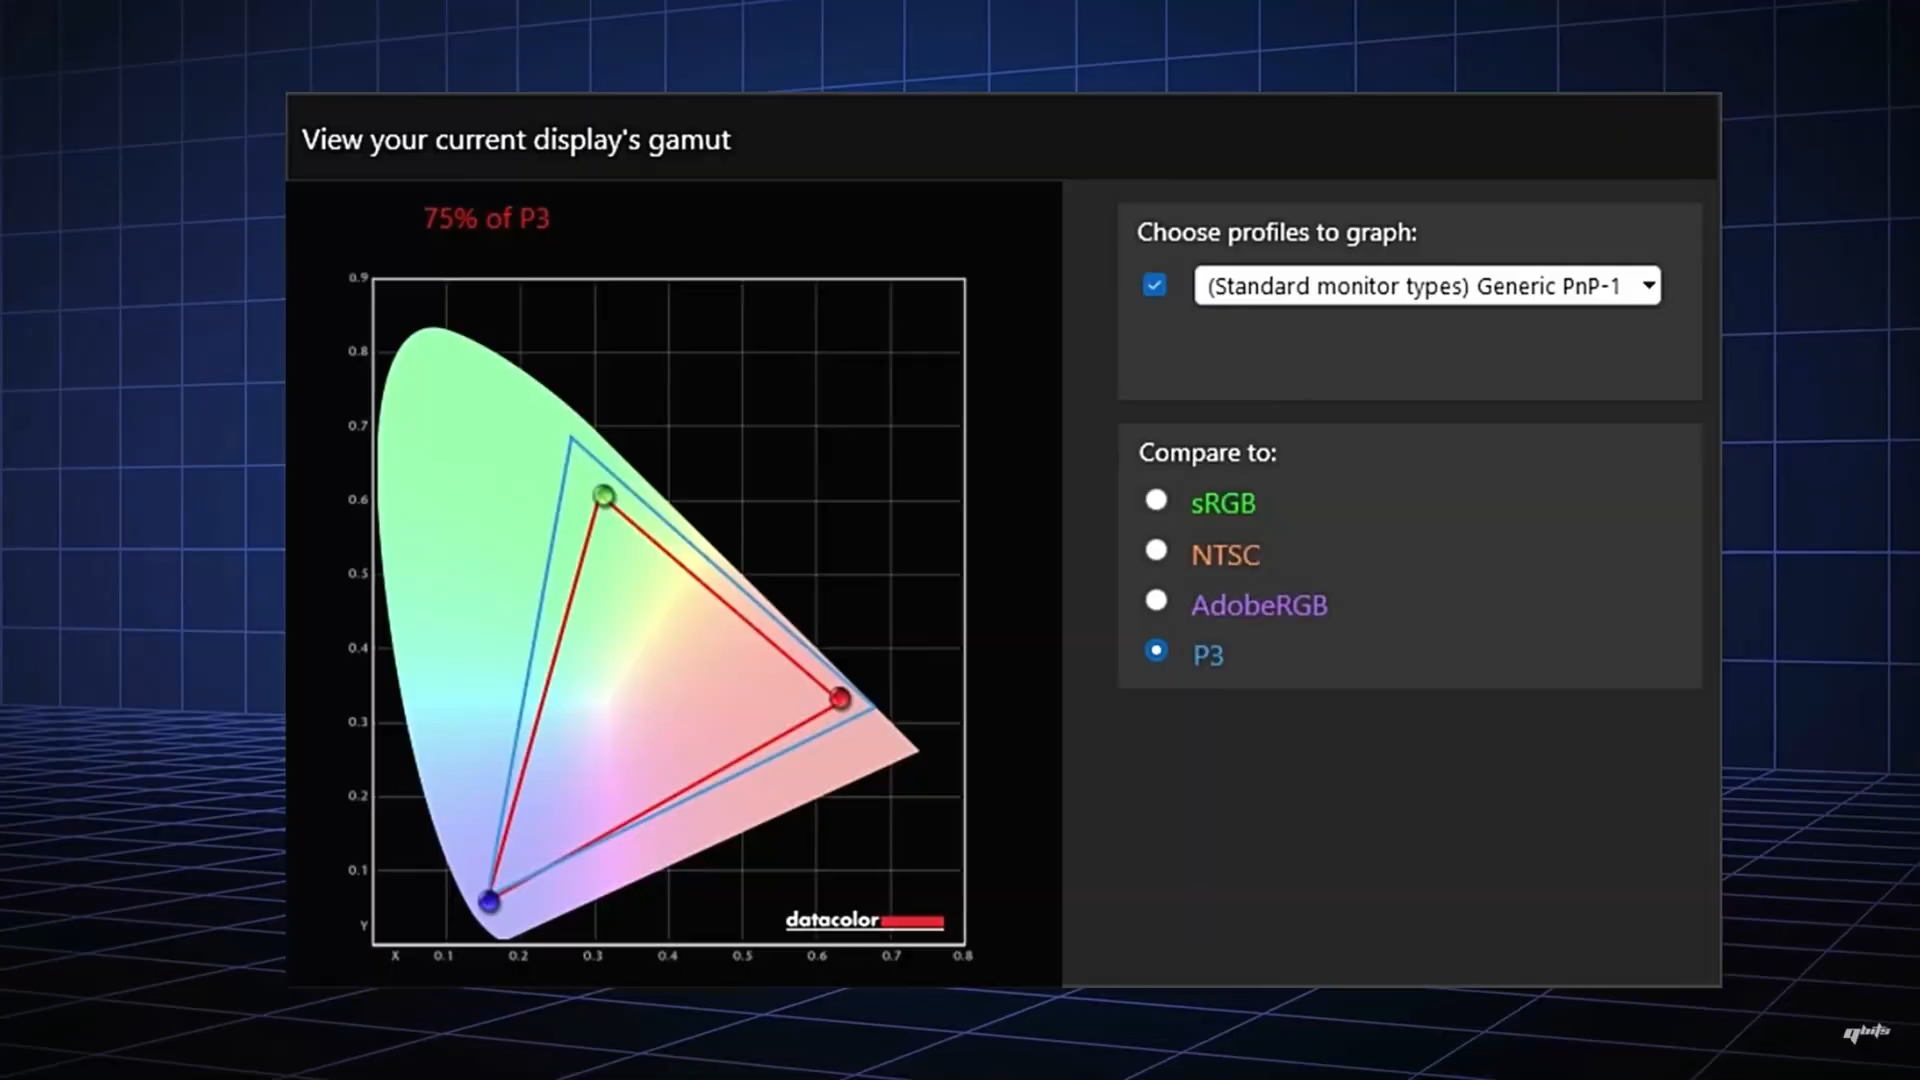 View your current display's gamut
75% of P3
Choose profiles to graph:
(Standard monitor types) Generic PnP-1
Compare to:
sRGB
NTSC
AdobeRGB
P3
0.9
0.8
0.7
0.6
0.5
0.4
0.3
0.2
0.1
Y
datacolor
X 0.1 0.2 0.3 0.4 0.5 0.6 0.7 0.8
qbits